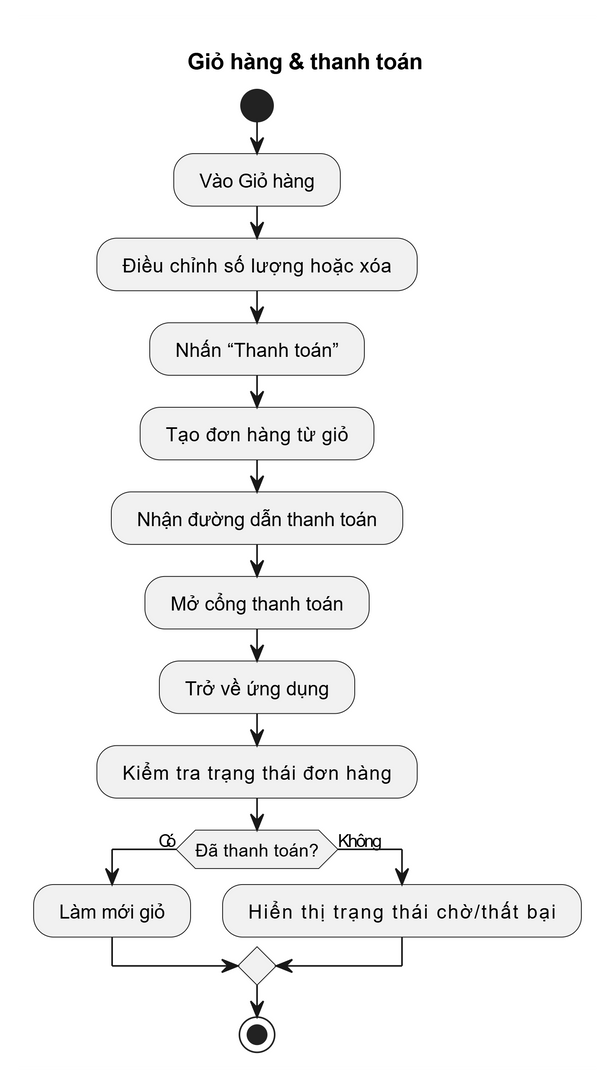 Giỏ hàng & thanh toán
Vào Giỏ hàng
Điều chỉnh số lượng hoặc xóa
Nhấn “Thanh toán”
Tạo đơn hàng từ giỏ
Nhận đường dẫn thanh toán
Mở cổng thanh toán
Trở về ứng dụng
Kiểm tra trạng thái đơn hàng
Có
Đã thanh toán?
Không
Làm mới giỏ
Hiển thị trạng thái chờ/thất bại